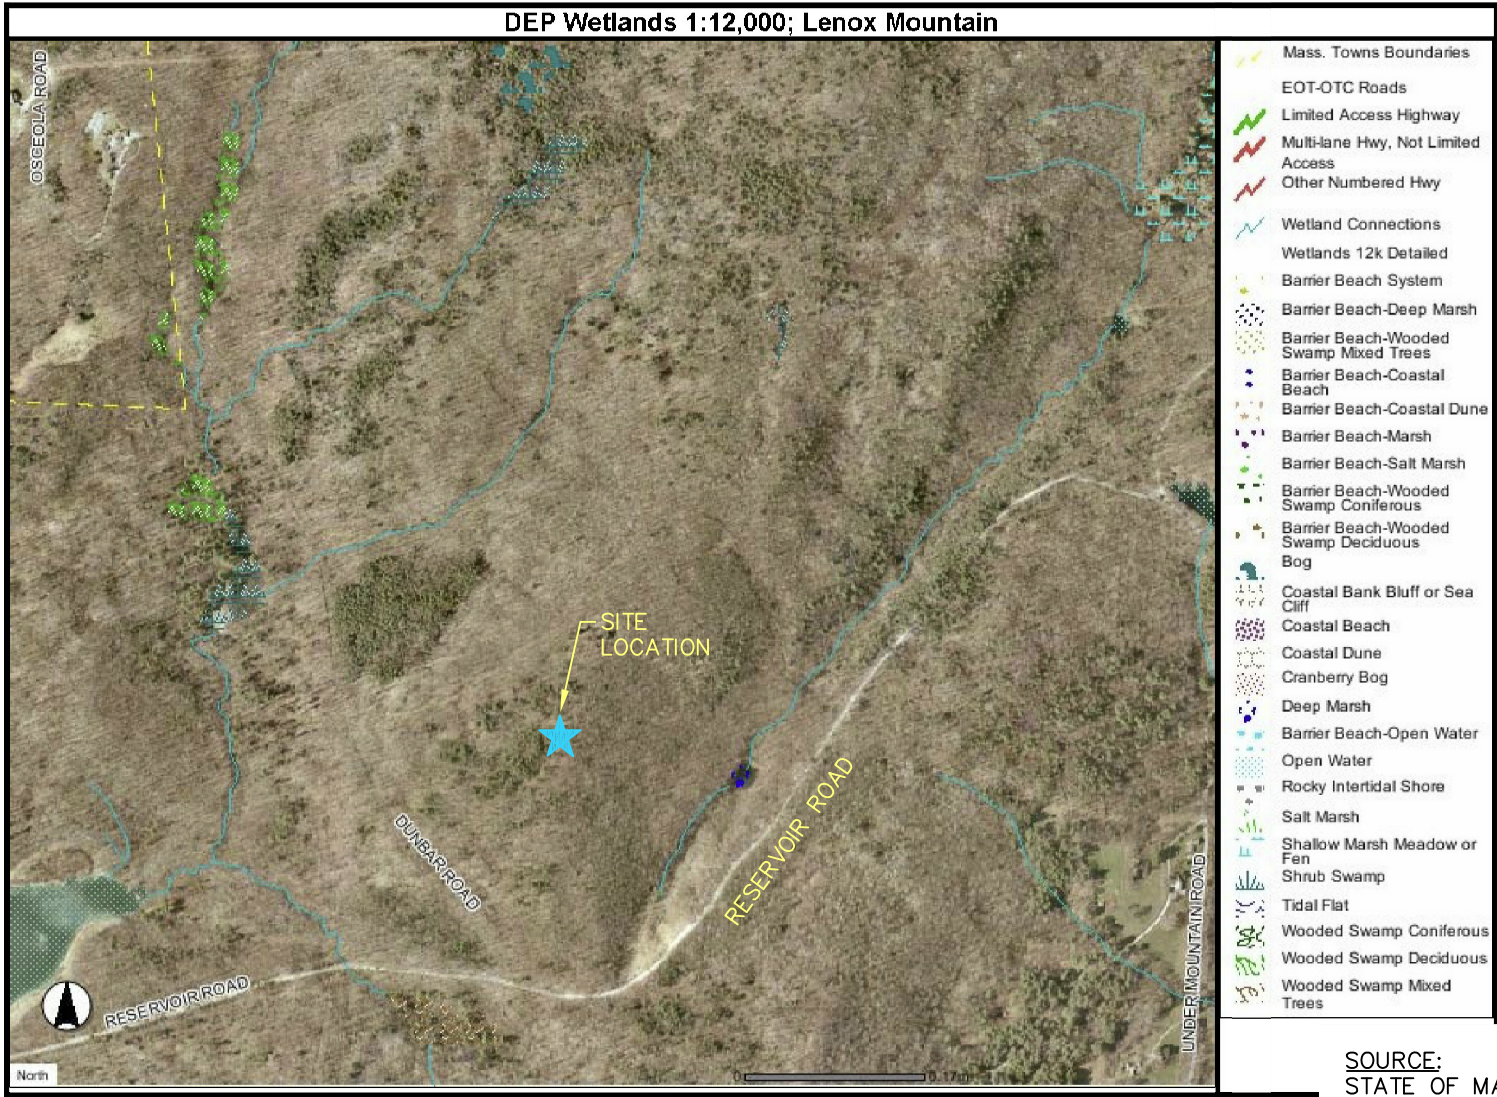 DEP Wetlands 1:12,000; Lenox Mountain
OSCEOLA ROAD
SITE
LOCATION
DUNBAR ROAD
RESERVOIR ROAD
RESERVOIR ROAD
UNDER MOUNTAIN ROAD
North
0
0.17m
Mass. Towns Boundaries
EOT-OTC Roads
Limited Access Highway
Multi-lane Hwy, Not Limited
Access
Other Numbered Hwy
Wetland Connections
Wetlands 12k Detailed
Barrier Beach System
Barrier Beach-Deep Marsh
Barrier Beach-Wooded
Swamp Mixed Trees
Barrier Beach-Coastal
Beach
Barrier Beach-Coastal Dune
Barrier Beach-Marsh
Barrier Beach-Salt Marsh
Barrier Beach-Wooded
Swamp Coniferous
Barrier Beach-Wooded
Swamp Deciduous
Bog
Coastal Bank Bluff or Sea
Cliff
Coastal Beach
Coastal Dune
Cranberry Bog
Deep Marsh
Barrier Beach-Open Water
Open Water
Rocky Intertidal Shore
Salt Marsh
Shallow Marsh Meadow or
Fen
Shrub Swamp
Tidal Flat
Wooded Swamp Coniferous
Wooded Swamp Deciduous
Wooded Swamp Mixed
Trees
SOURCE:
STATE OF MA